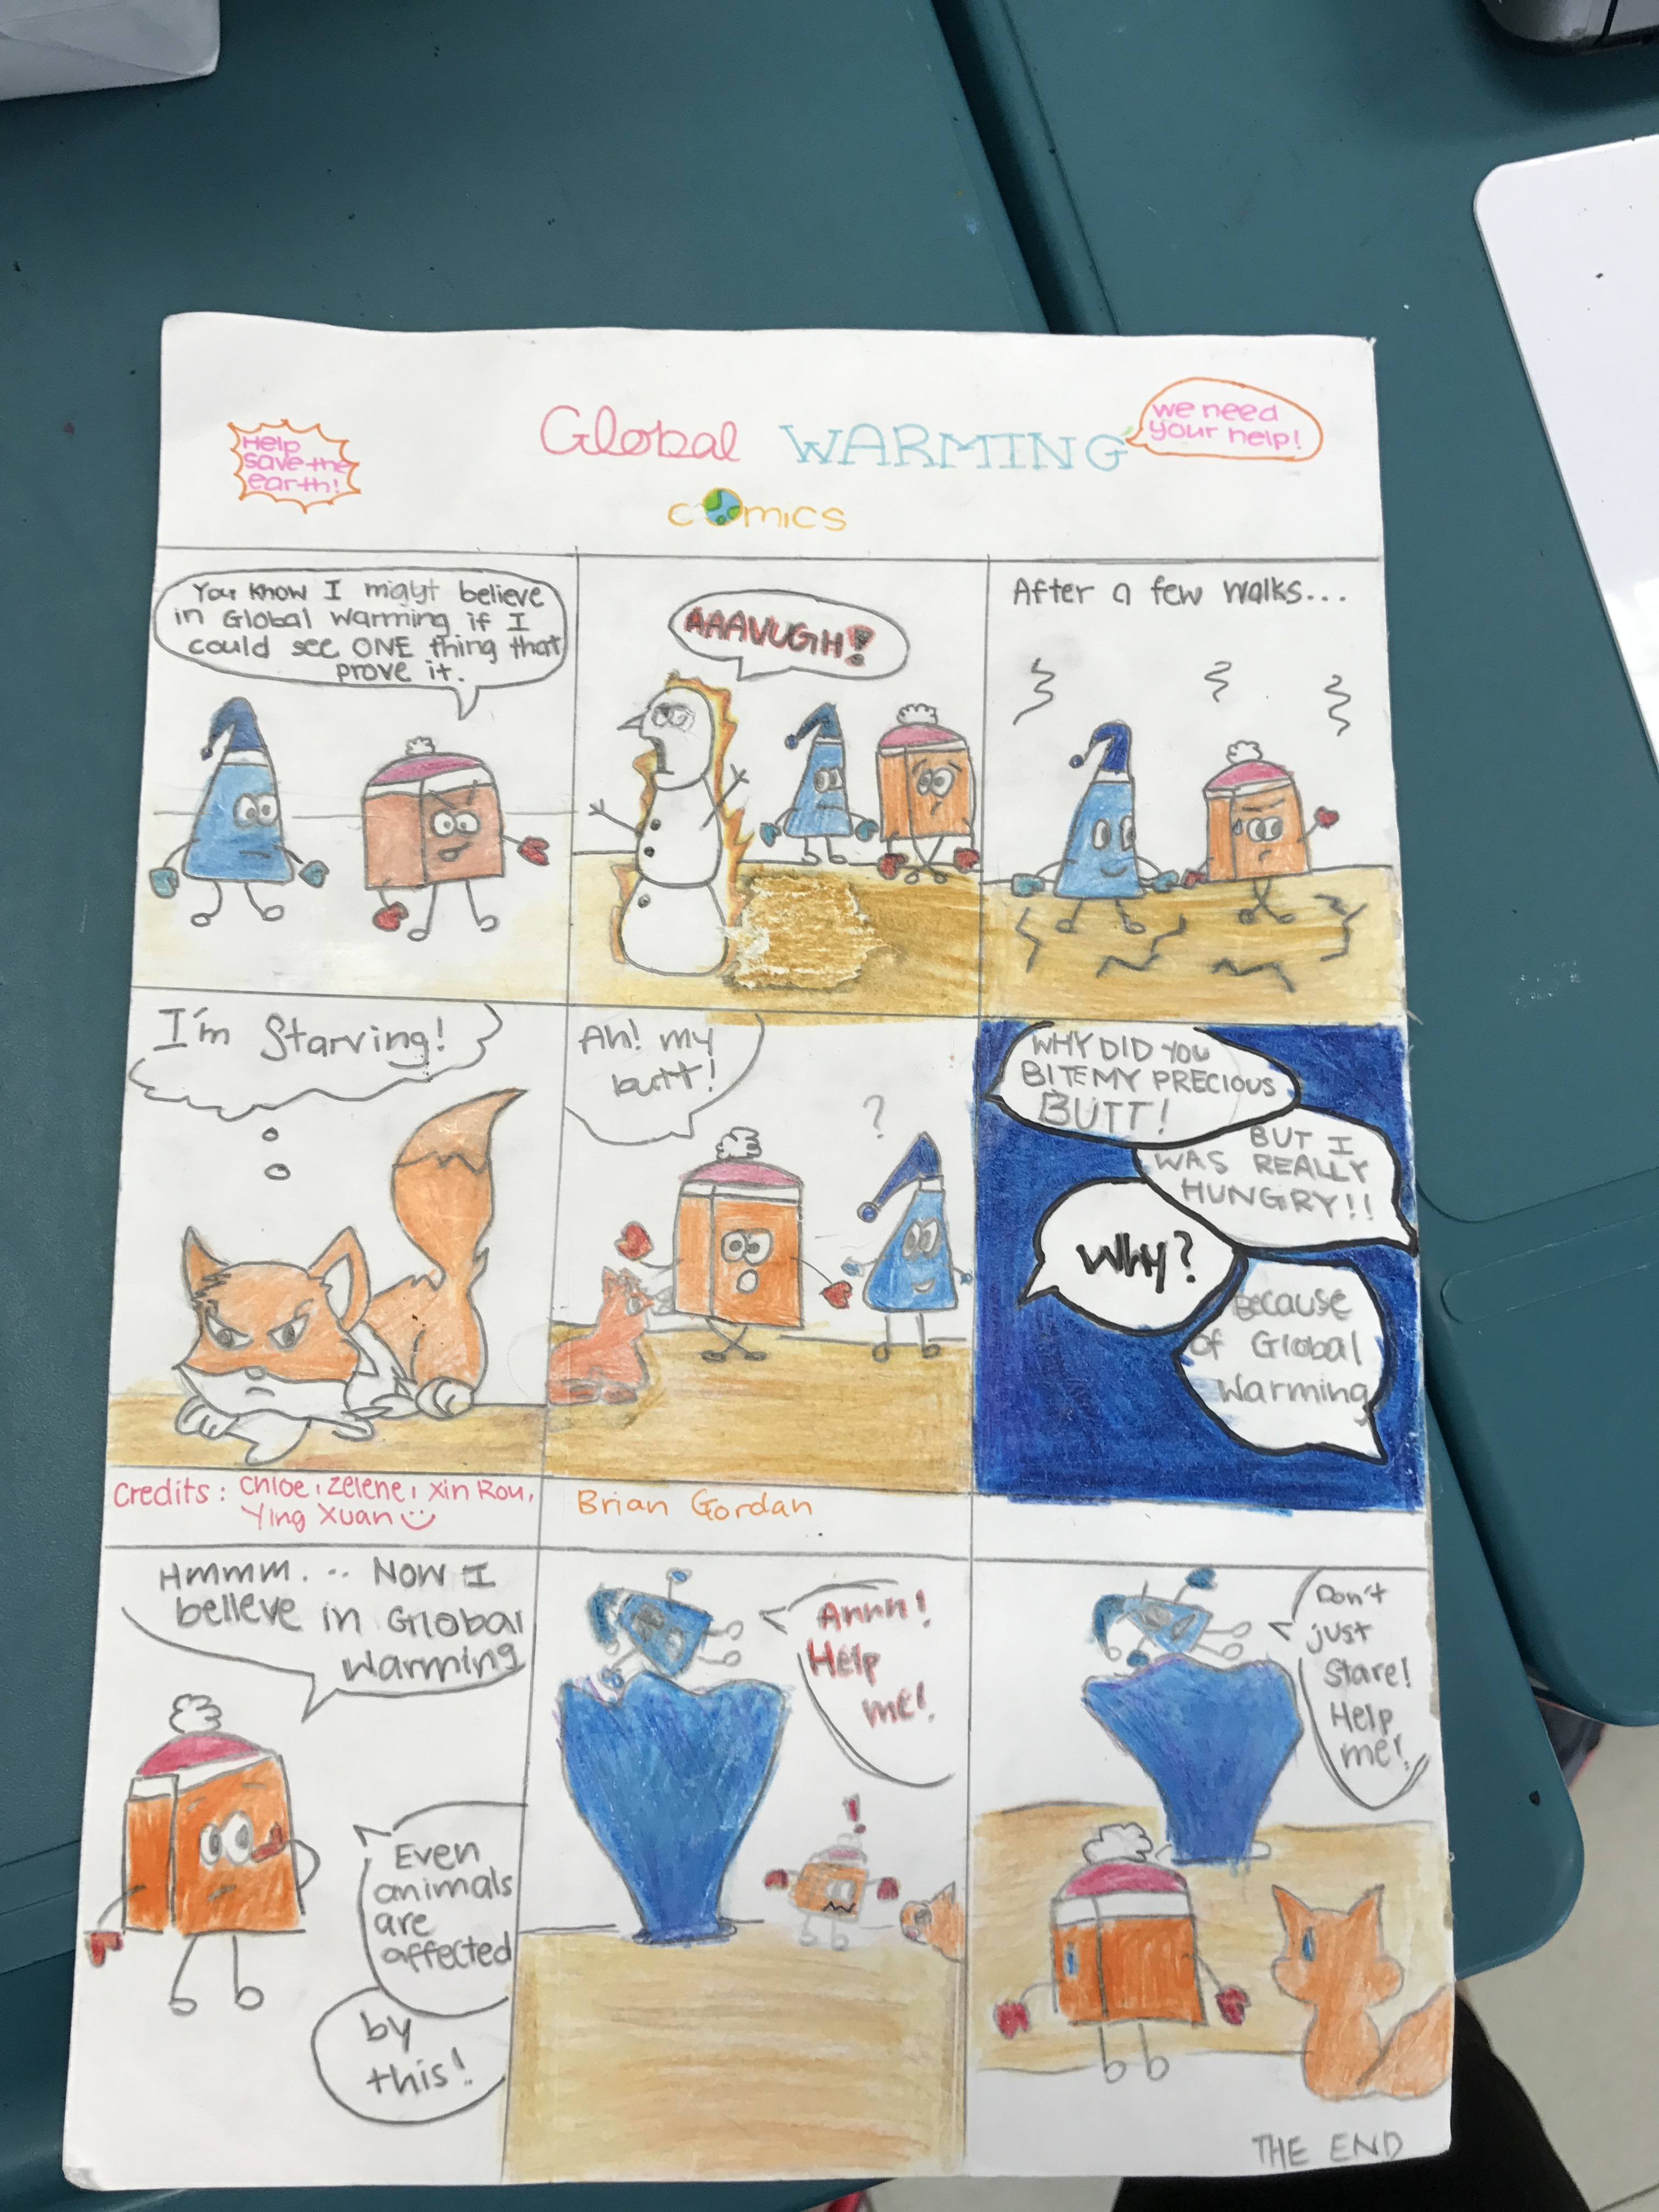 Help
save the
earth!
Global WARMING
comics
we need
your help!
You know I mayt believe
in Global Warming if I
could see ONE thing that
prove it.
AAAVUGH!
After a few walks...
I'm Starving!
Ah! my
butt!
?
WHY DID YOU
BITE MY PRECIOUS
BUTT!
BUT I
WAS REALLY
HUNGRY!!
Why?
Because
of Global
Warming
Credits: Chloe, Zelene, Xin Rou,
Ying Xuan
Brian Gordan
Hmmm... Now I
believe in Global
Warming
Even
animals
are
affected
by
this!
Ahhh!
Help
me!
!
Don't
just
Stare!
Help
me!
THE END